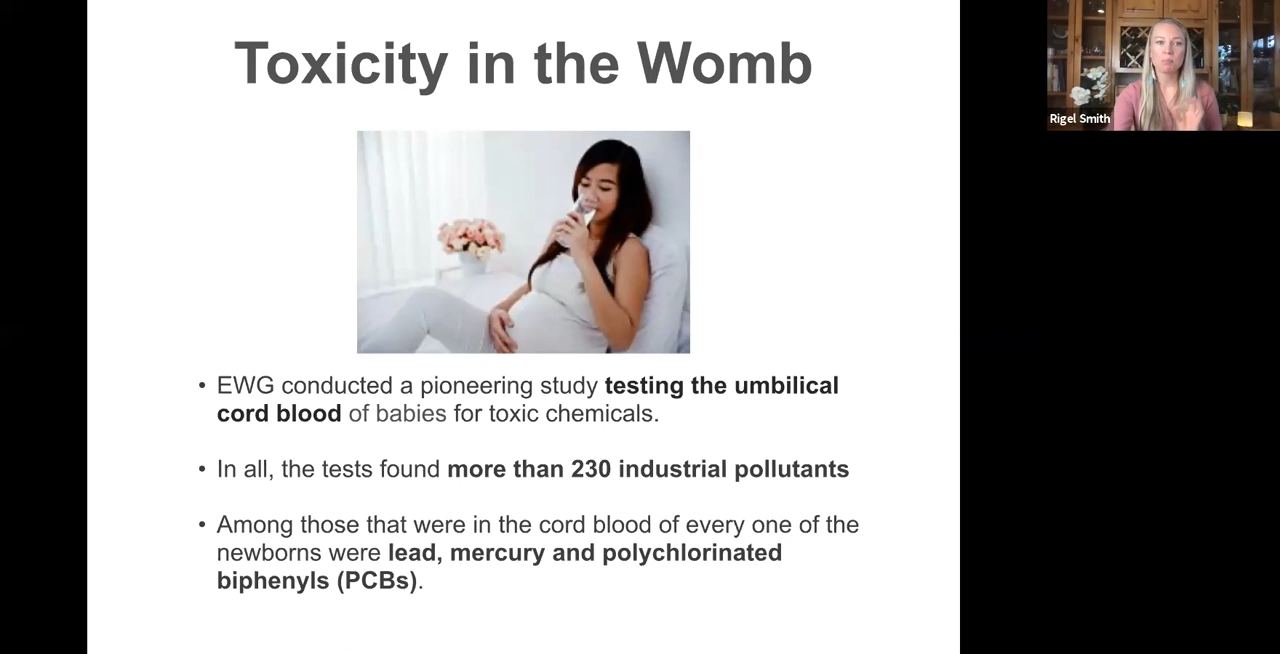 Toxicity in the Womb
Rigel Smith
• EWG conducted a pioneering study testing the umbilical
cord blood of babies for toxic chemicals.
• In all, the tests found more than 230 industrial pollutants
• Among those that were in the cord blood of every one of the
newborns were lead, mercury and polychlorinated
biphenyls (PCBs).